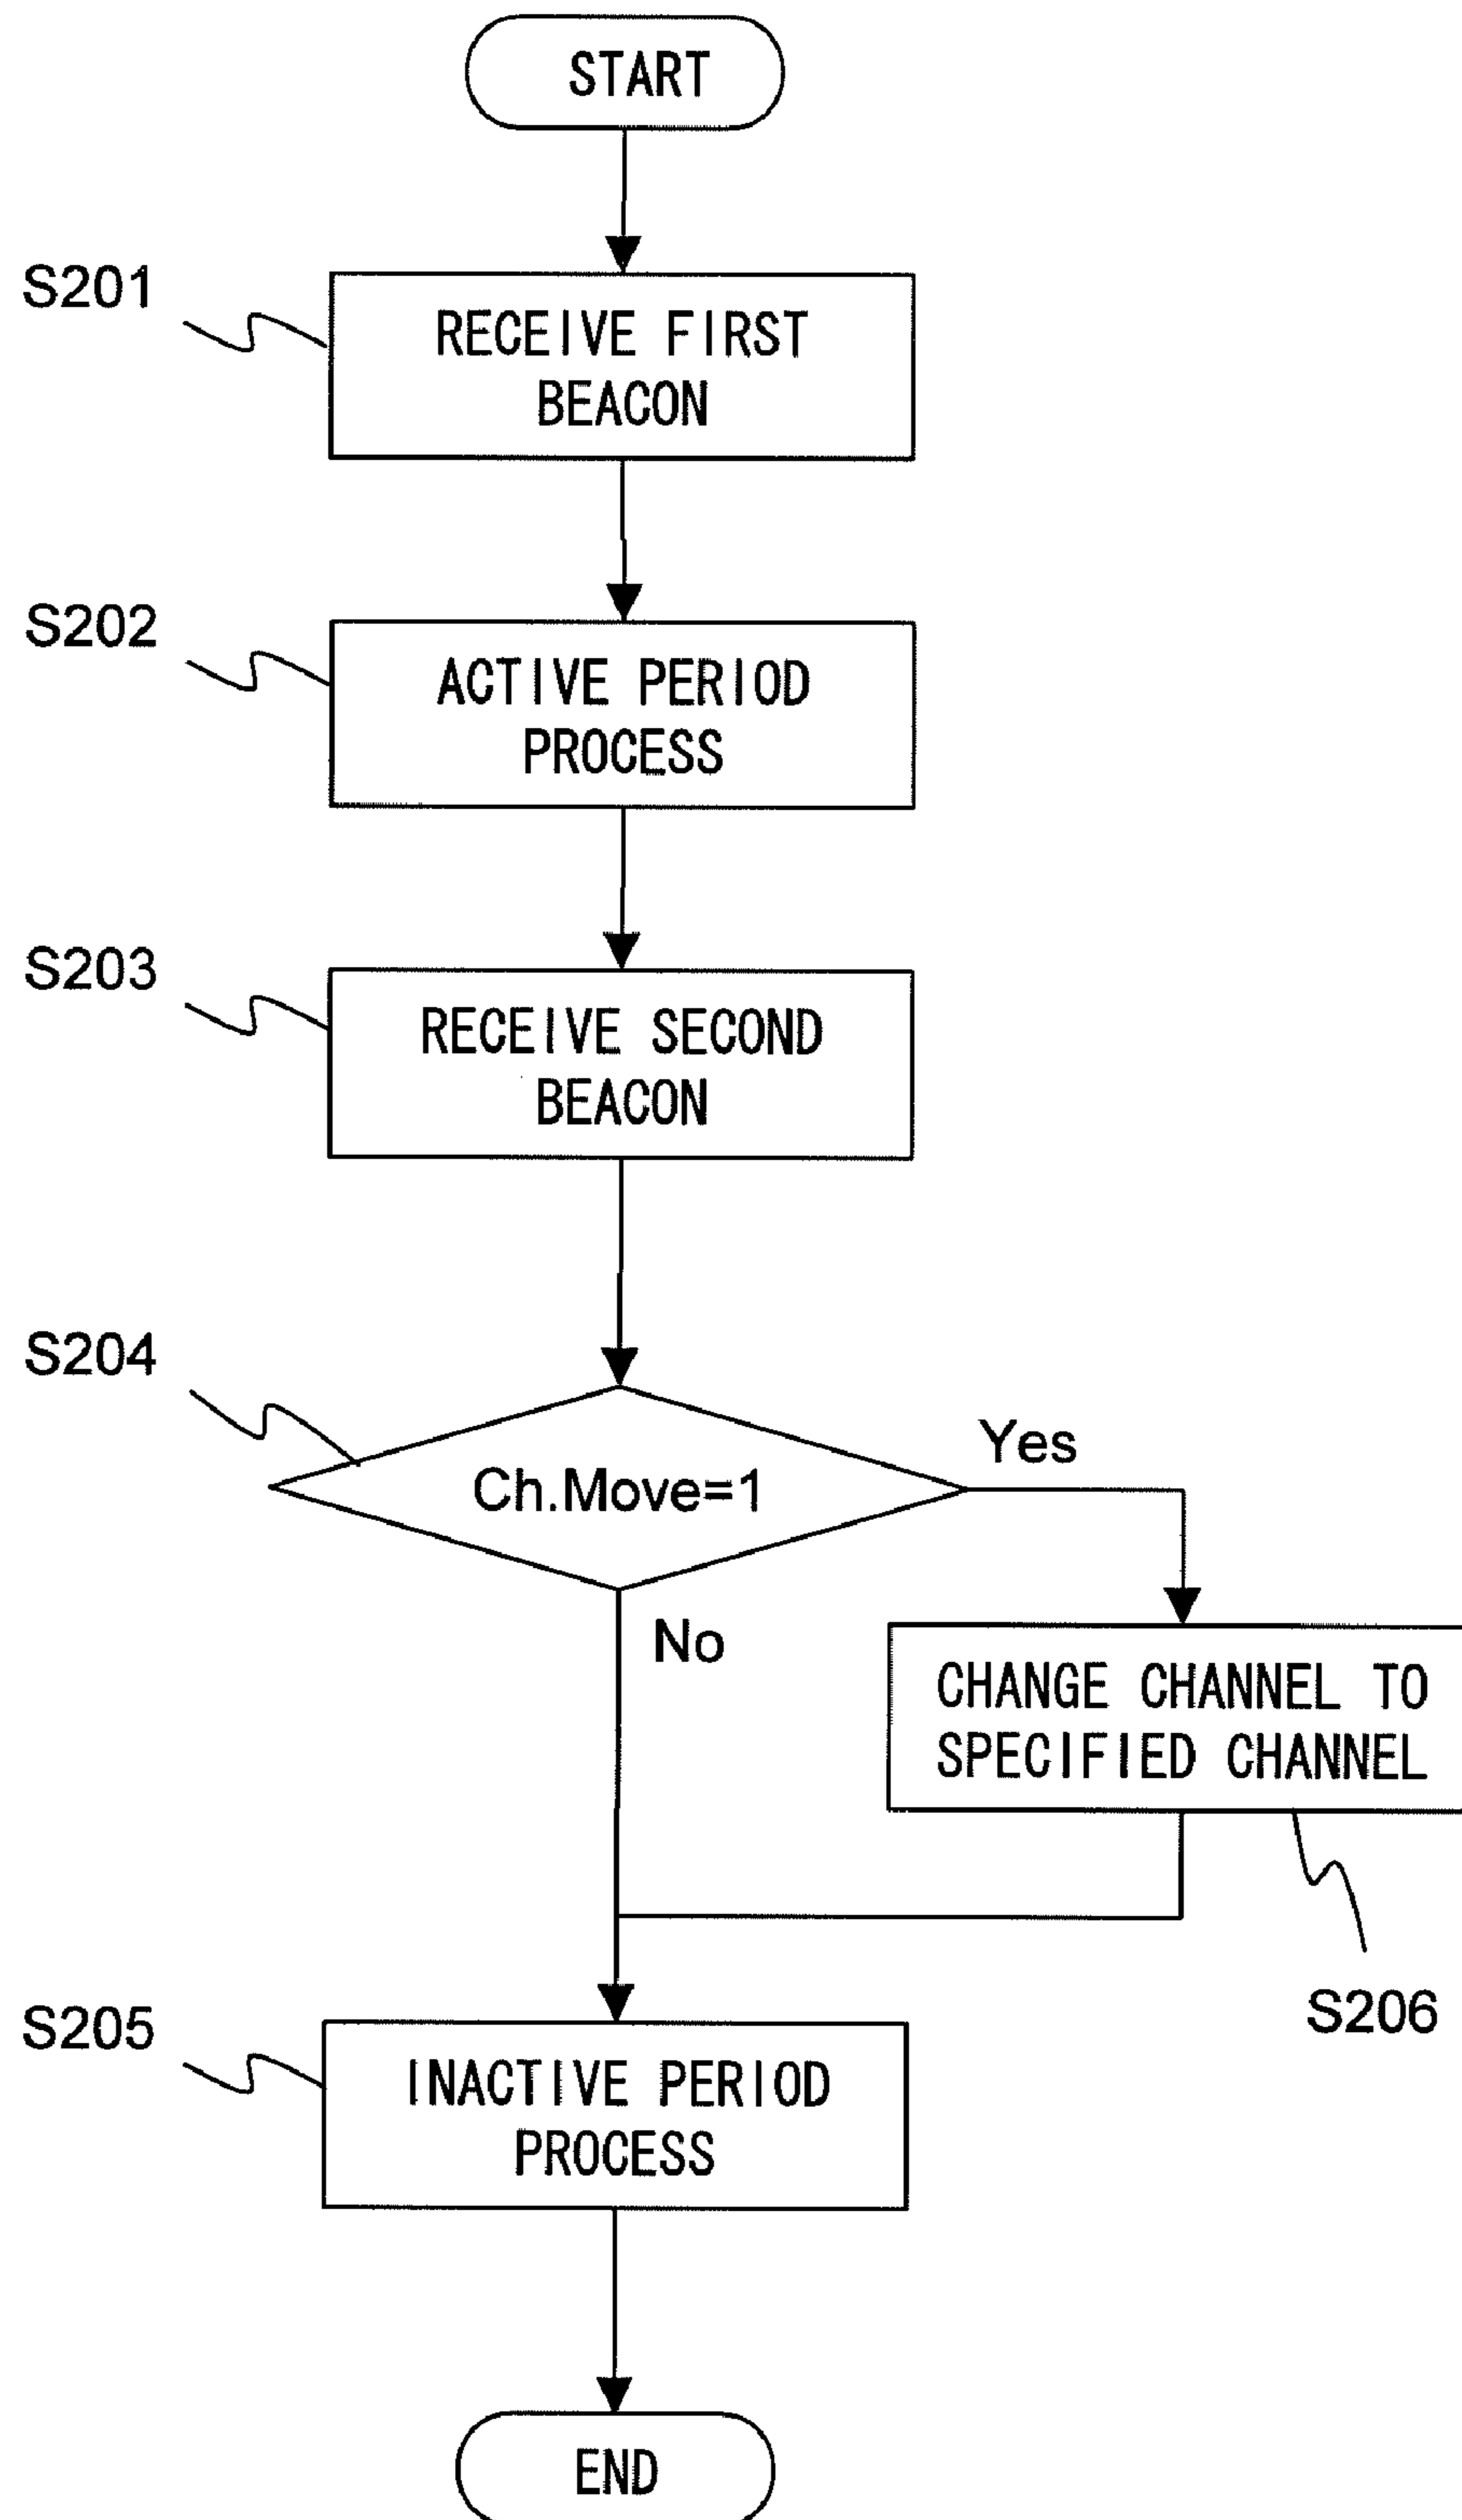 START
S201
RECEIVE FIRST
BEACON
S202
ACTIVE PERIOD
PROCESS
S203
RECEIVE SECOND
BEACON
S204
Ch.Move=1
Yes
No
CHANGE CHANNEL TO
SPECIFIED CHANNEL
S206
S205
INACTIVE PERIOD
PROCESS
END